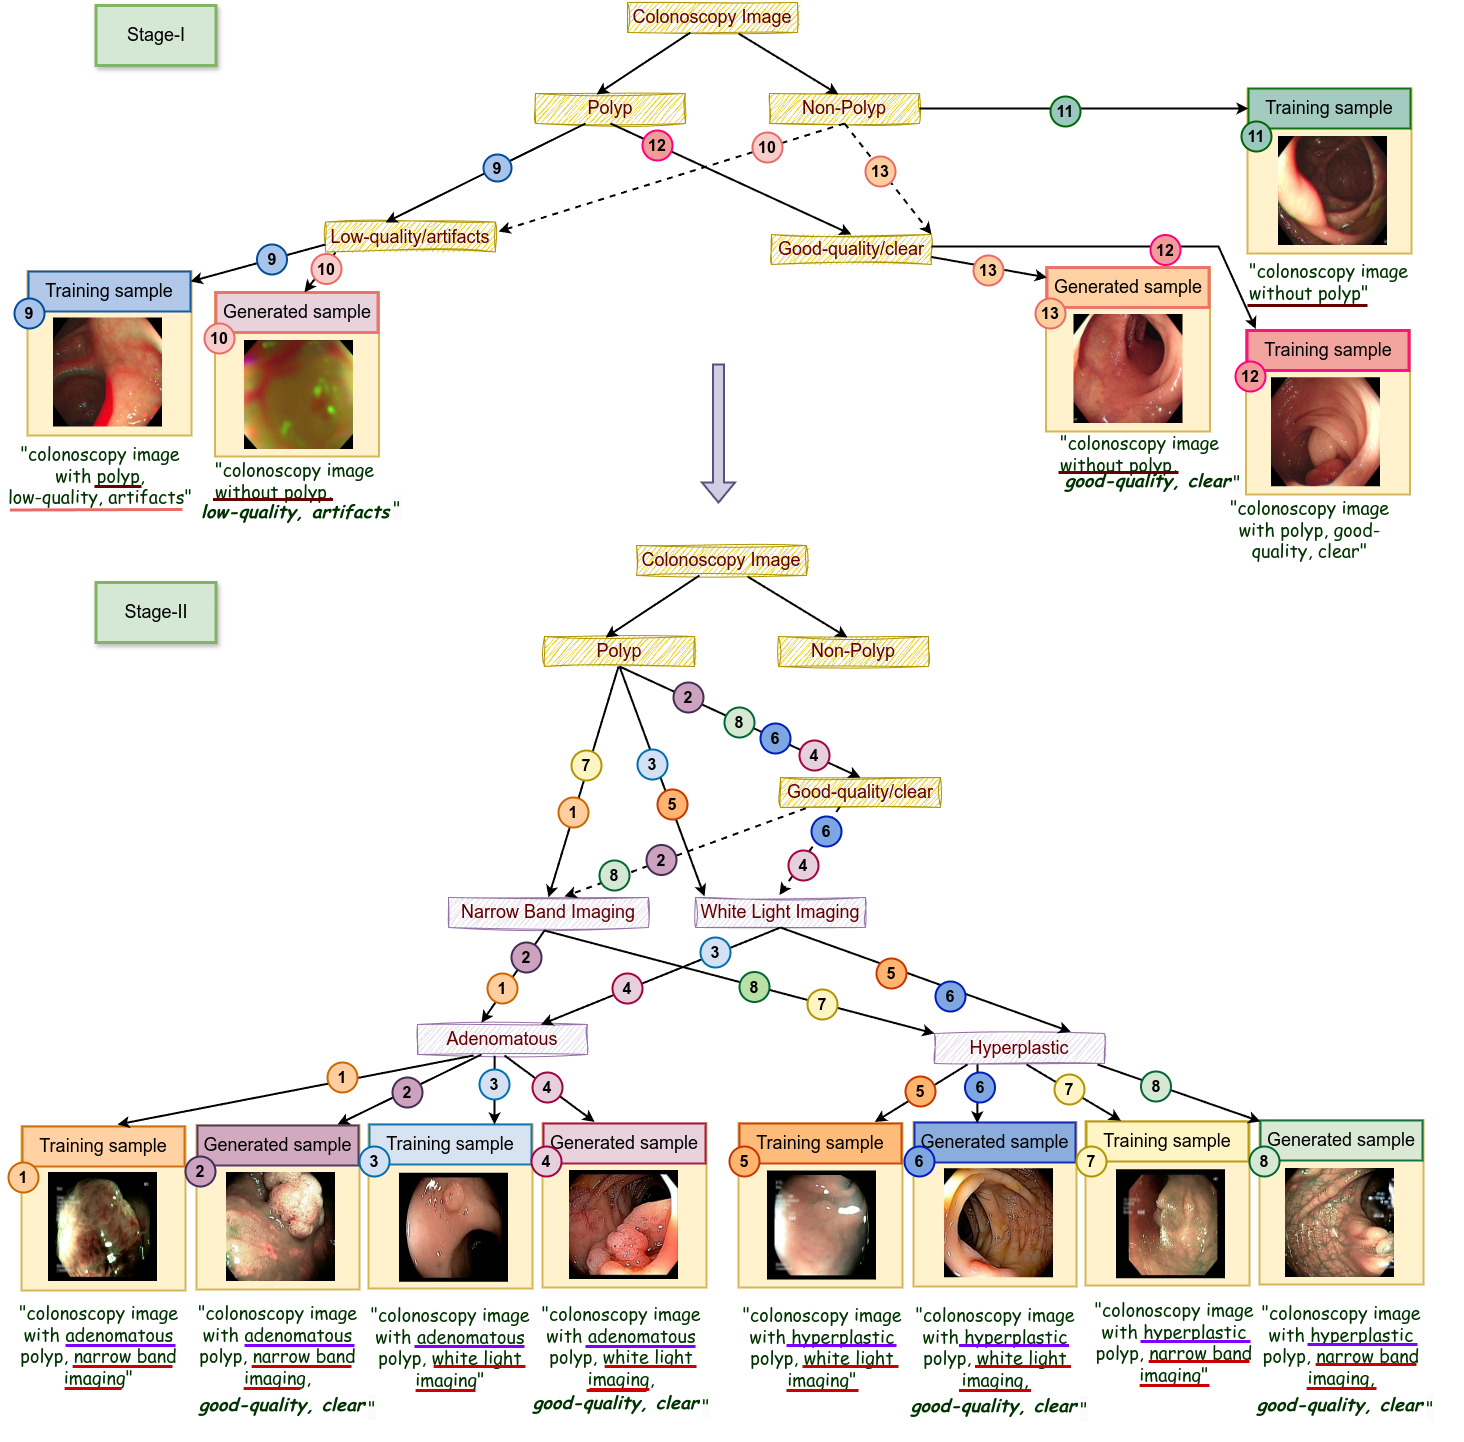 Stage-I
Colonoscopy Image
Polyp
Non-Polyp
11
12
10
9
13
Training sample
11
"colonoscopy image
without polyp"
Low-quality/artifacts
Good-quality/clear
12
9
10
13
Training sample
9
"colonoscopy image
with polyp,
low-quality, artifacts"
Generated sample
10
"colonoscopy image
without polyp,
low-quality, artifacts"
Generated sample
13
"colonoscopy image
without polyp,
good-quality, clear"
Training sample
12
"colonoscopy image
with polyp, good-
quality, clear"
Stage-II
Colonoscopy Image
Polyp
Non-Polyp
2
8
6
4
7
3
1
5
Good-quality/clear
6
2
4
8
Narrow Band Imaging
White Light Imaging
2
3
1
4
8
7
5
6
Adenomatous
Hyperplastic
1
2
3
4
5
6
7
8
Training sample
1
"colonoscopy image
with adenomatous
polyp, narrow band
imaging"
Generated sample
2
"colonoscopy image
with adenomatous
polyp, narrow band
imaging,
good-quality, clear"
Training sample
3
"colonoscopy image
with adenomatous
polyp, white light
imaging"
Generated sample
4
"colonoscopy image
with adenomatous
polyp, white light
imaging,
good-quality, clear"
Training sample
5
"colonoscopy image
with hyperplastic
polyp, white light
imaging"
Generated sample
6
"colonoscopy image
with hyperplastic
polyp, white light
imaging,
good-quality, clear"
Training sample
7
"colonoscopy image
with hyperplastic
polyp, narrow band
imaging"
Generated sample
8
"colonoscopy image
with hyperplastic
polyp, narrow band
imaging,
good-quality, clear"